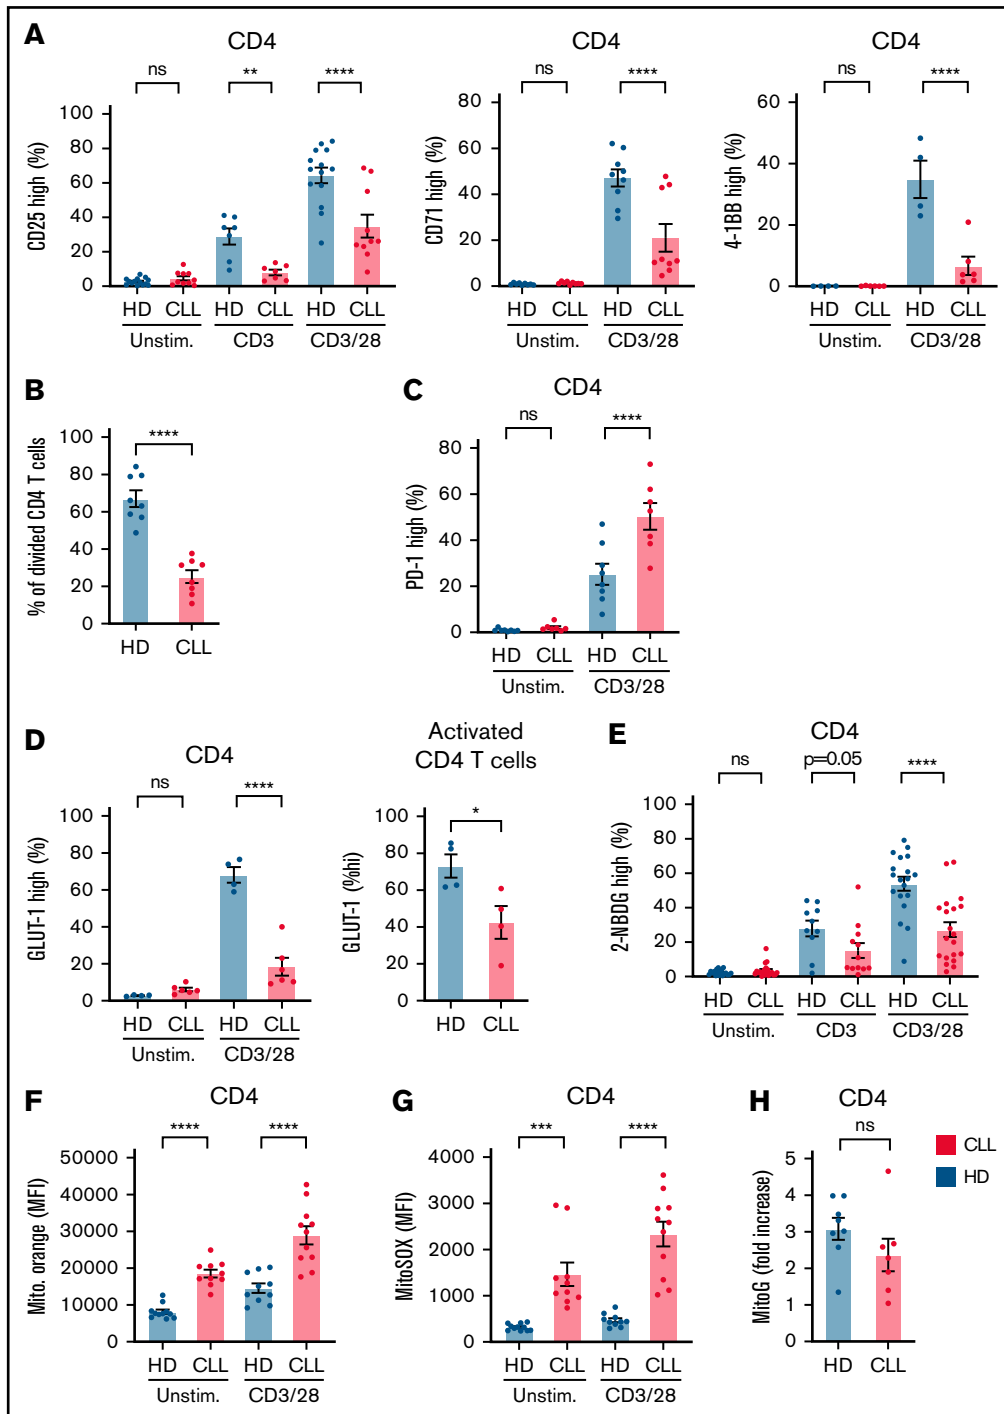 A
CD4
ns
**
****
CD25 high (%)
100
80
60
40
20
0
HD CLL HD CLL HD CLL
Unstim. CD3 CD3/28
CD4
ns
****
CD71 high (%)
80
60
40
20
0
HD CLL HD CLL
Unstim. CD3/28
CD4
ns
****
4-1BB high (%)
60
40
20
0
HD CLL HD CLL
Unstim. CD3/28
B
****
% of divided CD4 T cells
100
80
60
40
20
0
HD CLL
C
CD4
ns
****
PD-1 high (%)
80
60
40
20
0
HD CLL HD CLL
Unstim. CD3/28
D
CD4
ns
****
GLUT-1 high (%)
100
80
60
40
20
0
HD CLL HD CLL
Unstim. CD3/28
Activated
CD4 T cells
*
GLUT-1 (%hi)
100
80
60
40
20
0
HD CLL
E
CD4
ns
p=0.05
****
2-NBDG high (%)
100
80
60
40
20
0
HD CLL HD CLL HD CLL
Unstim. CD3 CD3/28
F
CD4
****
****
Mito. orange (MFI)
50000
40000
30000
20000
10000
0
HD CLL HD CLL
Unstim. CD3/28
G
CD4
***
****
MitoSOX (MFI)
4000
3000
2000
1000
0
HD CLL HD CLL
Unstim. CD3/28
H
CD4
ns
MitoG (fold increase)
5
4
3
2
1
0
HD CLL
CLL
HD